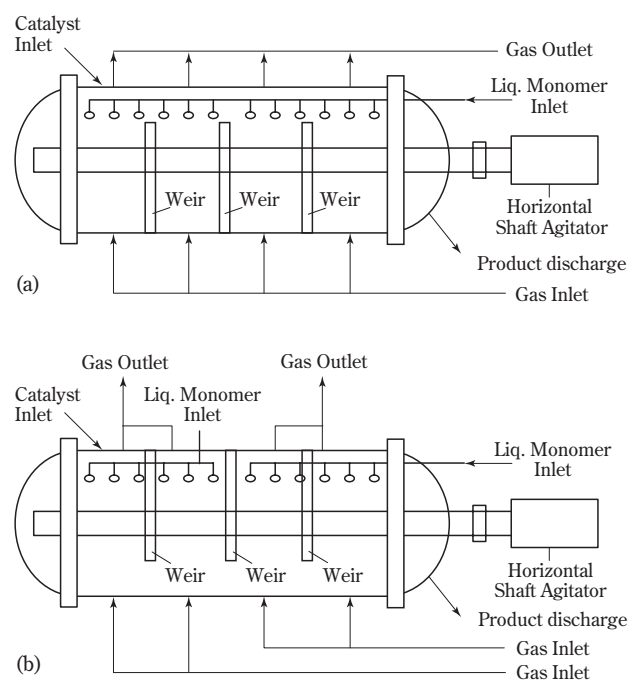 Catalyst
Inlet
Gas Outlet
Liq. Monomer
Inlet
Weir
Weir
Weir
Horizontal
Shaft Agitator
Product discharge
(a)
Gas Inlet
Gas Outlet
Gas Outlet
Catalyst
Inlet
Liq. Monomer
Inlet
Liq. Monomer
Inlet
Weir
Weir
Weir
Horizontal
Shaft Agitator
Product discharge
Gas Inlet
(b)
Gas Inlet